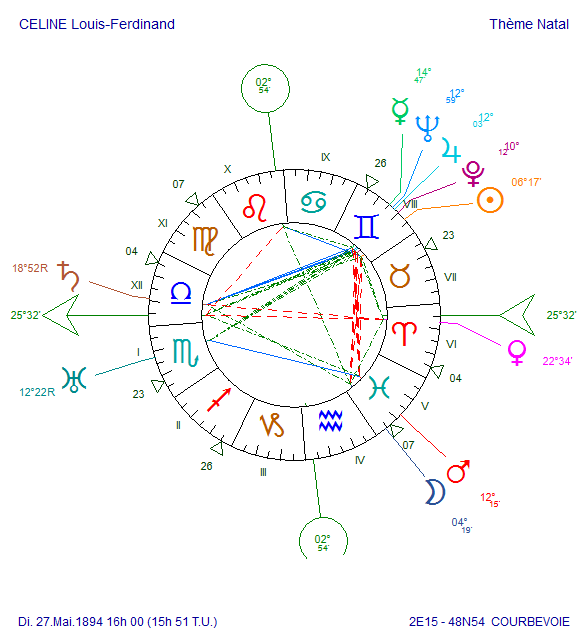 CELINE Louis-Ferdinand
Thème Natal
02°
54'
14°
47'
12°
59'
12°
03'
10°
12'
06°17'
26
IX
X
07
VIII
XI
23
04
VII
18°52R
XII
25°32'
25°32'
I
VI
22°34'
12°22R
23
04
II
V
26
III
IV
07
12°
15'
04°
19'
02°
54'
Di. 27.Mai.1894 16h 00 (15h 51 T.U.)
2E15 - 48N54 COURBEVOIE